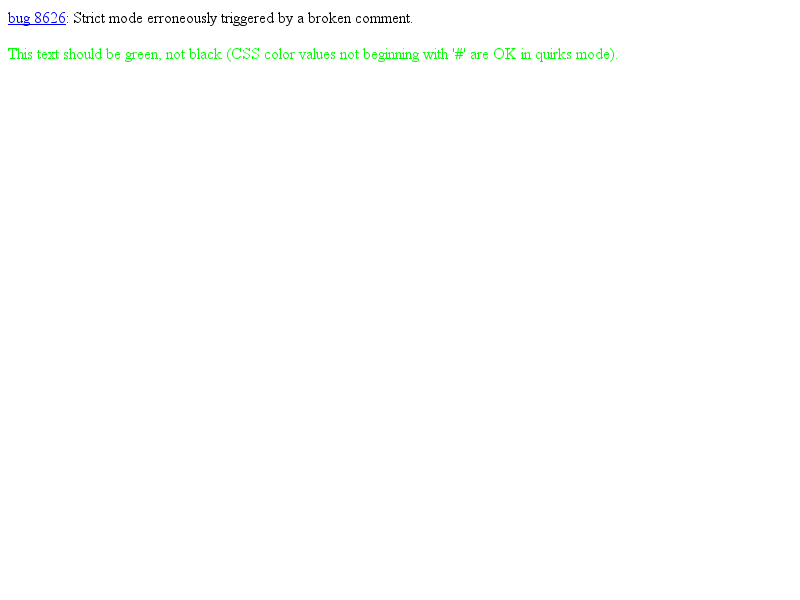 bug 8626: Strict mode erroneously triggered by a broken comment.
This text should be green, not black (CSS color values not beginning with '#' are OK in quirks mode).